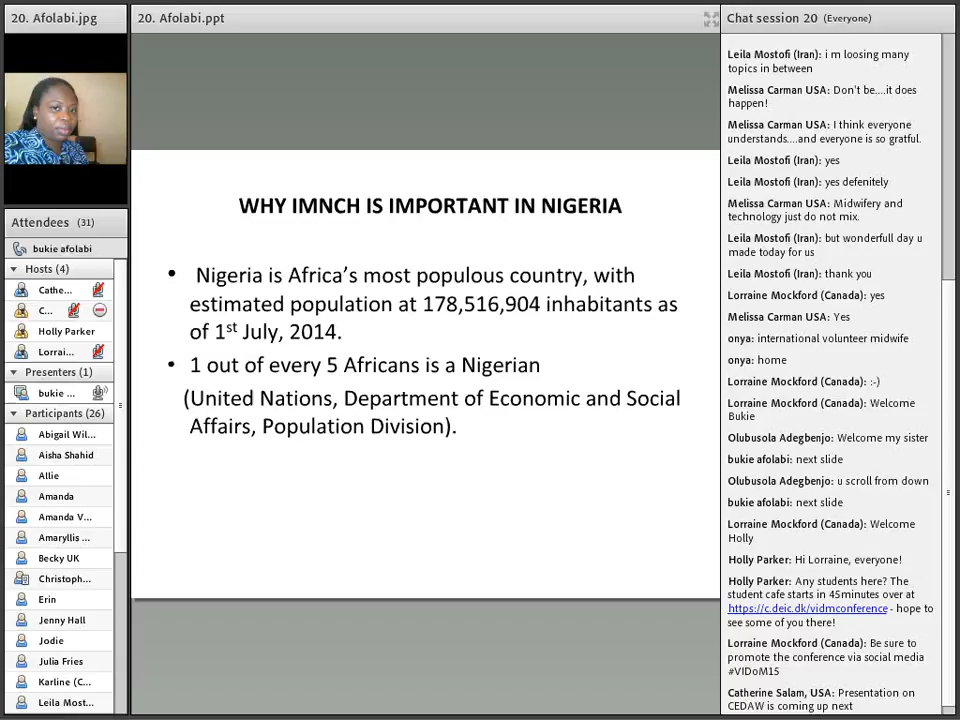 20. Afolabi.jpg
Attendees (31)
bukie afolabi
Hosts (4)
Cathe...
C...
Holly Parker
Lorrai...
Presenters (1)
bukie ...
Participants (26)
Abigail Wil...
Aisha Shahid
Allie
Amanda
Amanda V...
Amaryllis ...
Becky UK
Christoph...
Erin
Jenny Hall
Jodie
Julia Fries
Karline (C...
Leila Most...
20. Afolabi.ppt
WHY IMNCH IS IMPORTANT IN NIGERIA
• Nigeria is Africa’s most populous country, with
estimated population at 178,516,904 inhabitants as
of 1st July, 2014.
• 1 out of every 5 Africans is a Nigerian
(United Nations, Department of Economic and Social
Affairs, Population Division).
Chat session 20 (Everyone)
Leila Mostofi (Iran): i m loosing many
topics in between
Melissa Carman USA: Don't be....it does
happen!
Melissa Carman USA: I think everyone
understands....and everyone is so gratful.
Leila Mostofi (Iran): yes
Leila Mostofi (Iran): yes defenitely
Melissa Carman USA: Midwifery and
technology just do not mix.
Leila Mostofi (Iran): but wonderfull day u
made today for us
Leila Mostofi (Iran): thank you
Lorraine Mockford (Canada): yes
Melissa Carman USA: Yes
onya: international volunteer midwife
onya: home
Lorraine Mockford (Canada): :-)
Lorraine Mockford (Canada): Welcome
Bukie
Olubusola Adegbenjo: Welcome my sister
bukie afolabi: next slide
Olubusola Adegbenjo: u scroll from down
bukie afolabi: next slide
Lorraine Mockford (Canada): Welcome
Holly
Holly Parker: Hi Lorraine, everyone!
Holly Parker: Any students here? The
student cafe starts in 45minutes over at
https://c.deic.dk/vidmconference - hope to
see some of you there!
Lorraine Mockford (Canada): Be sure to
promote the conference via social media
#VIDoM15
Catherine Salam, USA: Presentation on
CEDAW is coming up next